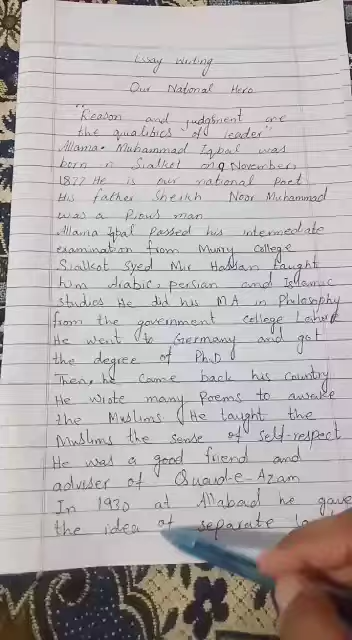 Essay Writing
Our National Hero
"Reason and judgment are
the qualities of leader"
Allama Muhammad Iqbal was
born in Sialkot on 9 November
1877 He is our national poet
His father Sheikh Noor Muhammad
was a Pious man
Allama Iqbal passed his intermediate
examination from Murry College
Sialkot Syed Mir Hassan taught
him Arabic, persian and Islamic
studies He did his MA in Philosophy
from the government college Lahore
He went to Germany and got
the degree of Ph.D
Then, he came back his country
He wrote many Poems to awake
the Muslims He taught the
Muslims the sense of self-respect
He was a good friend and
adviser of Quaid-e-Azam
In 1930 at Allabad he gave
the idea of separate